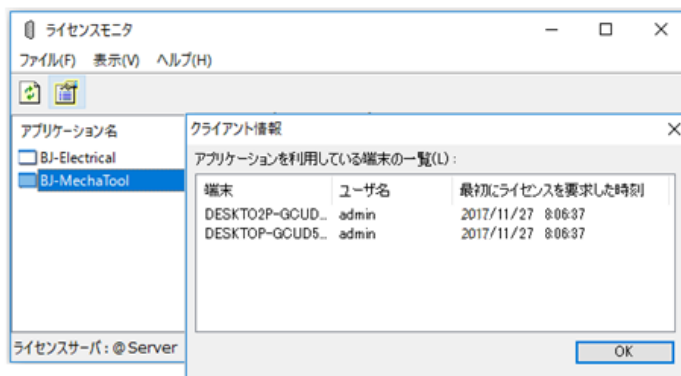 ライセンスモニタ
ファイル(F) 表示(V) ヘルプ(H)
アプリケーション名
BJ-Electrical
BJ-MechaTool
ライセンスサーバ: @Server
クライアント情報
アプリケーションを利用している端末の一覧(L):
端末 ユーザ名 最初にライセンスを要求した時刻
DESKTO2P-GCUD... admin 2017/11/27 8:06:37
DESKTOP-GCUD5... admin 2017/11/27 8:06:37
OK